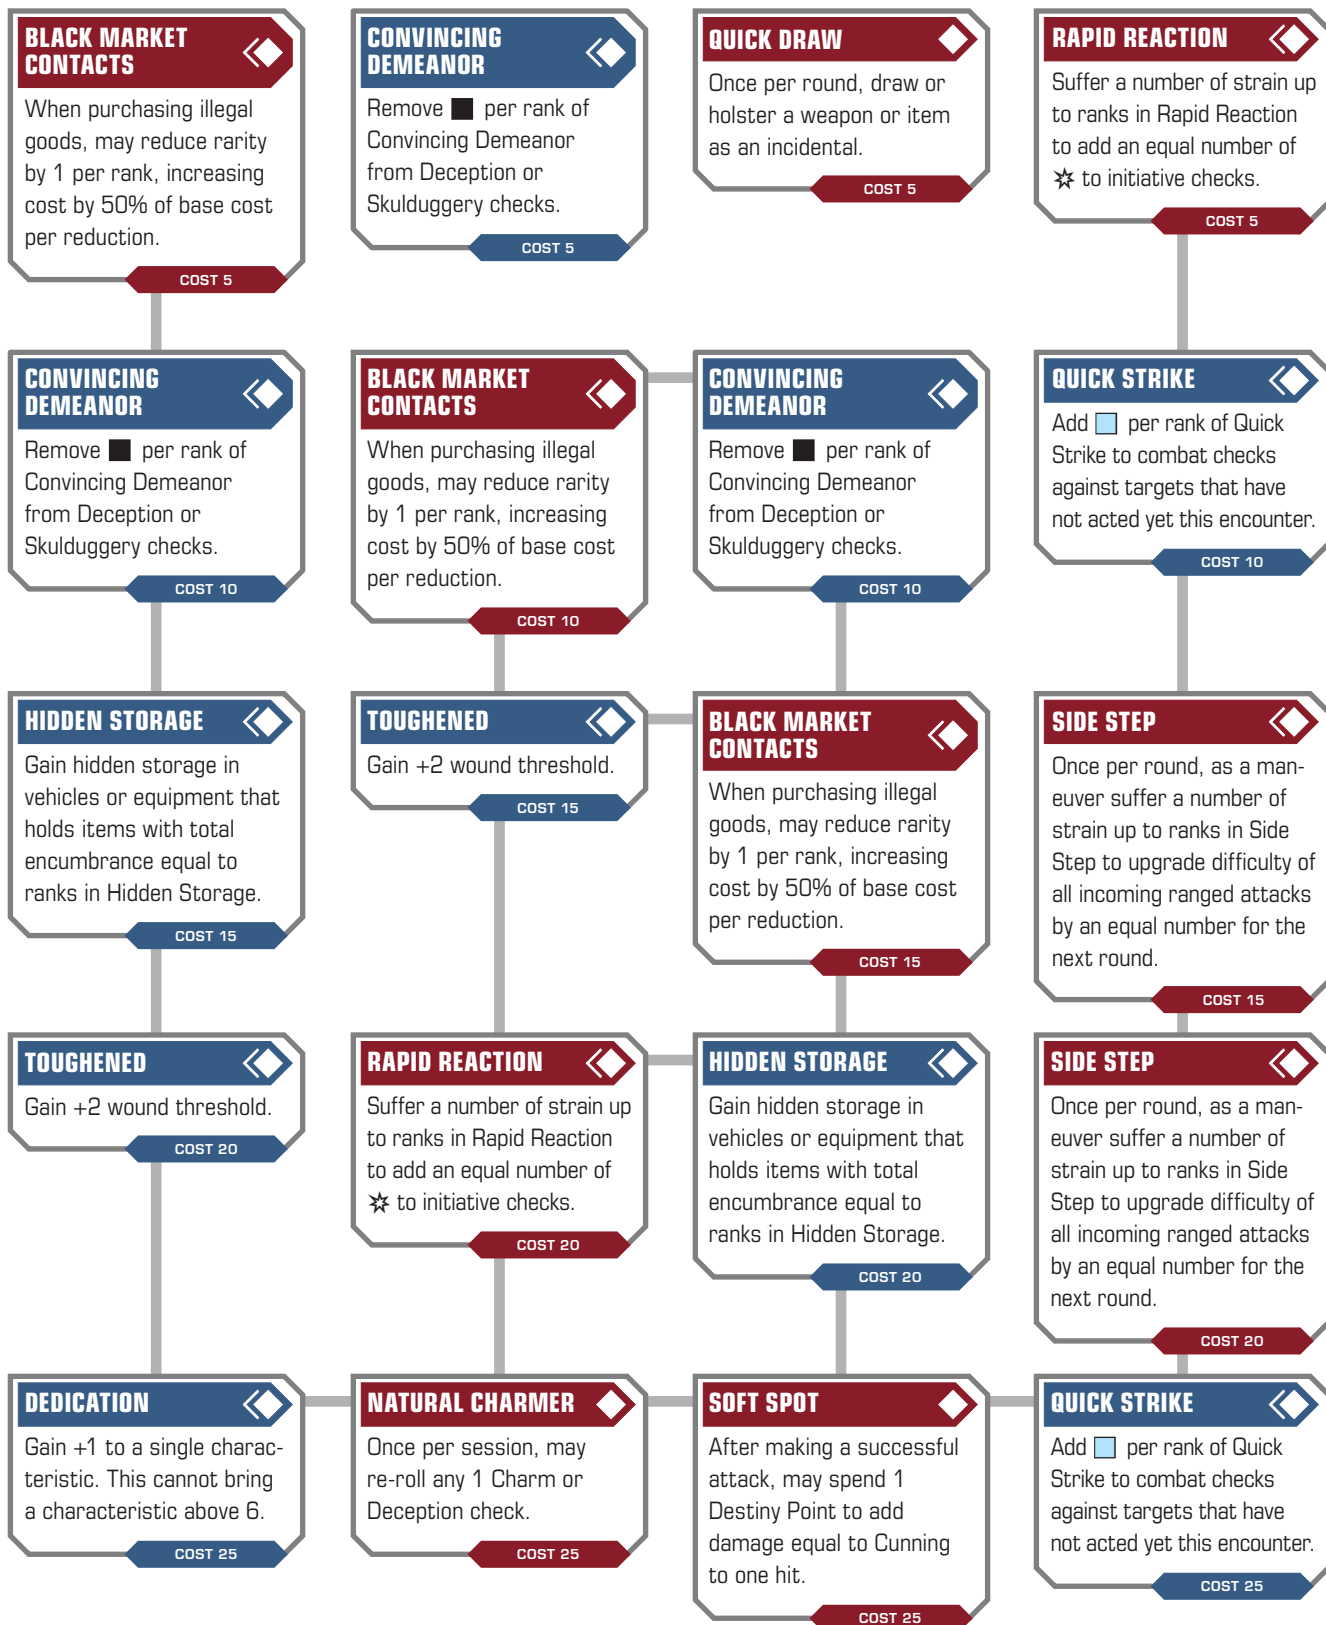 BLACK MARKET
CONTACTS
When purchasing illegal
goods, may reduce rarity
by 1 per rank, increasing
cost by 50% of base cost
per reduction.
COST 5
CONVINCING
DEMEANOR
Remove per rank of
Convincing Demeanor
from Deception or
Skulduggery checks.
COST 5
QUICK DRAW
Once per round, draw or
holster a weapon or item
as an incidental.
COST 5
RAPID REACTION
Suffer a number of strain up
to ranks in Rapid Reaction
to add an equal number of
to initiative checks.
COST 5
CONVINCING
DEMEANOR
Remove per rank of
Convincing Demeanor
from Deception or
Skulduggery checks.
COST 10
BLACK MARKET
CONTACTS
When purchasing illegal
goods, may reduce rarity
by 1 per rank, increasing
cost by 50% of base cost
per reduction.
COST 10
CONVINCING
DEMEANOR
Remove per rank of
Convincing Demeanor
from Deception or
Skulduggery checks.
COST 10
QUICK STRIKE
Add per rank of Quick
Strike to combat checks
against targets that have
not acted yet this encounter.
COST 10
HIDDEN STORAGE
Gain hidden storage in
vehicles or equipment that
holds items with total
encumbrance equal to
ranks in Hidden Storage.
COST 15
TOUGHENED
Gain +2 wound threshold.
COST 15
BLACK MARKET
CONTACTS
When purchasing illegal
goods, may reduce rarity
by 1 per rank, increasing
cost by 50% of base cost
per reduction.
COST 15
SIDE STEP
Once per round, as a man-
euver suffer a number of
strain up to ranks in Side
Step to upgrade difficulty of
all incoming ranged attacks
by an equal number for the
next round.
COST 15
TOUGHENED
Gain +2 wound threshold.
COST 20
RAPID REACTION
Suffer a number of strain up
to ranks in Rapid Reaction
to add an equal number of
to initiative checks.
COST 20
HIDDEN STORAGE
Gain hidden storage in
vehicles or equipment that
holds items with total
encumbrance equal to
ranks in Hidden Storage.
COST 20
SIDE STEP
Once per round, as a man-
euver suffer a number of
strain up to ranks in Side
Step to upgrade difficulty of
all incoming ranged attacks
by an equal number for the
next round.
COST 20
DEDICATION
Gain +1 to a single charac-
teristic. This cannot bring
a characteristic above 6.
COST 25
NATURAL CHARMER
Once per session, may
re-roll any 1 Charm or
Deception check.
COST 25
SOFT SPOT
After making a successful
attack, may spend 1
Destiny Point to add
damage equal to Cunning
to one hit.
COST 25
QUICK STRIKE
Add per rank of Quick
Strike to combat checks
against targets that have
not acted yet this encounter.
COST 25